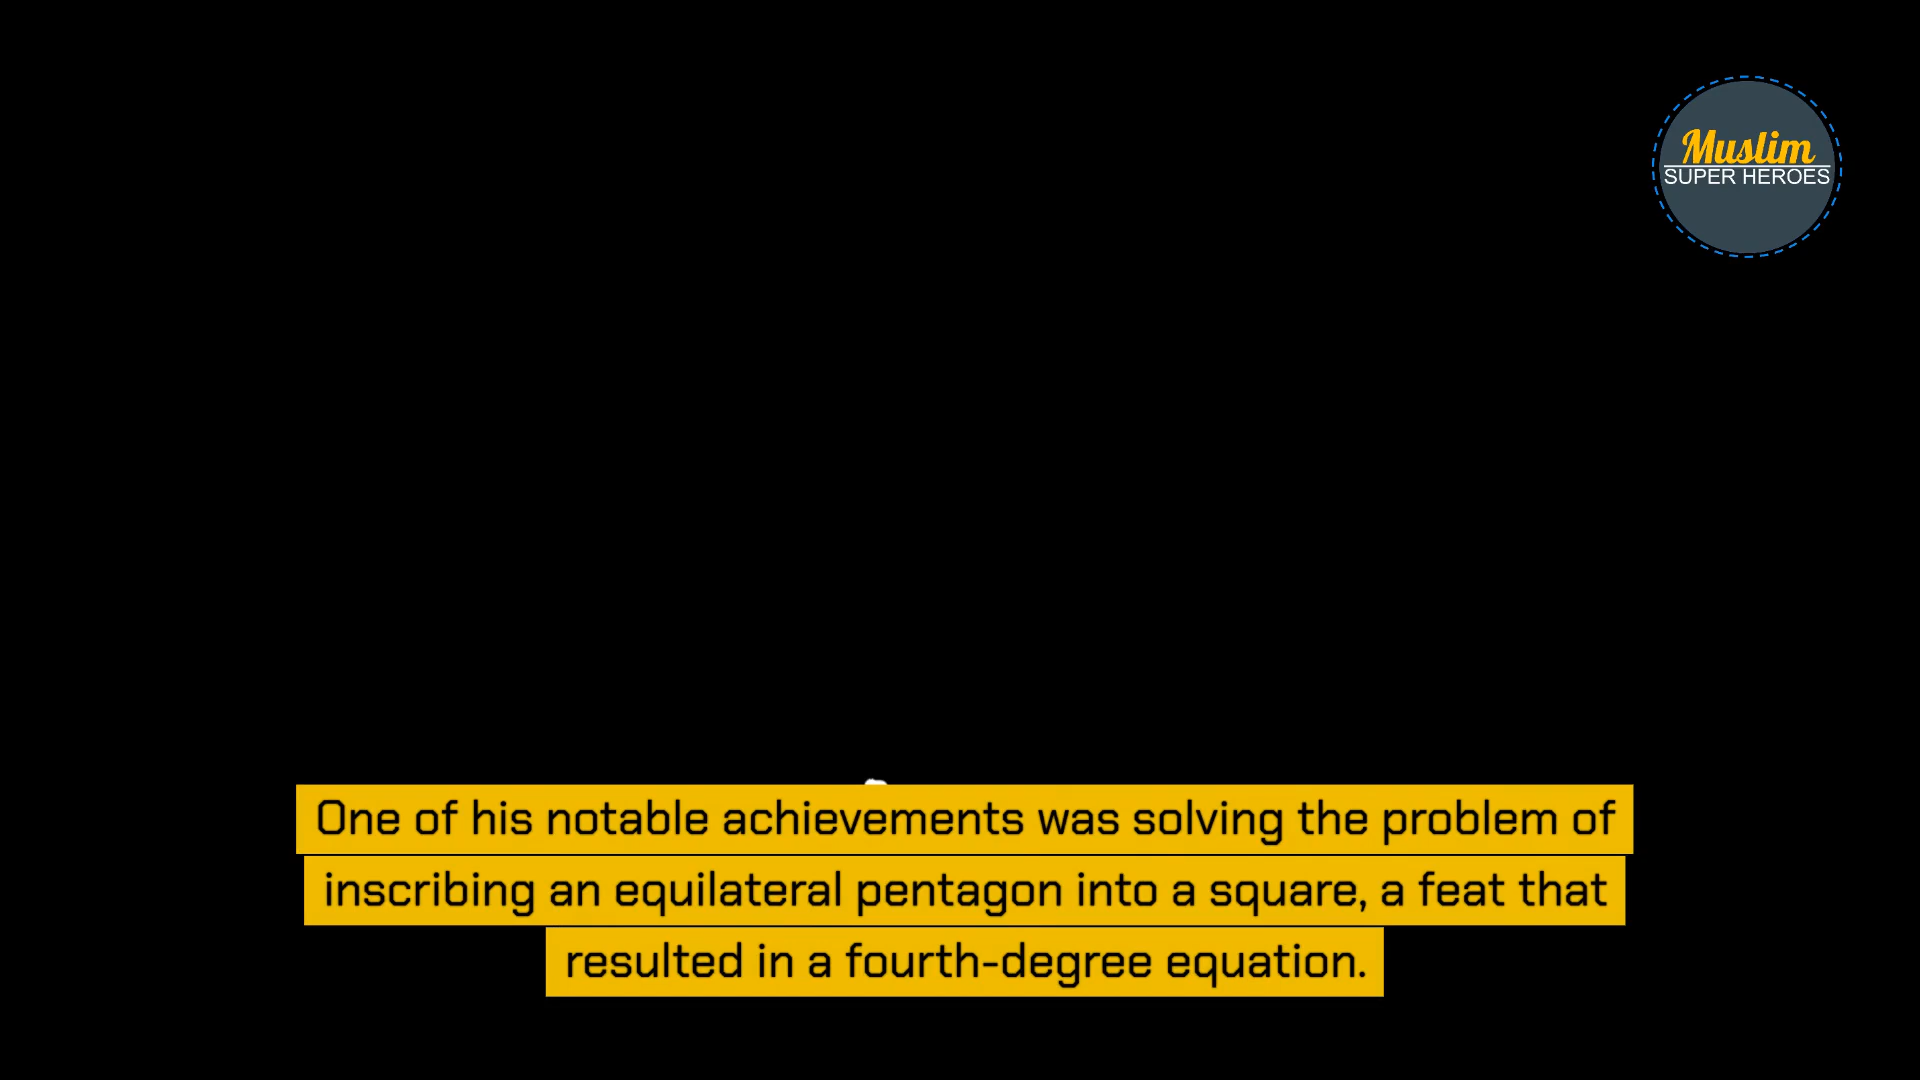 Muslim
SUPER HEROES
One of his notable achievements was solving the problem of
inscribing an equilateral pentagon into a square, a feat that
resulted in a fourth-degree equation.